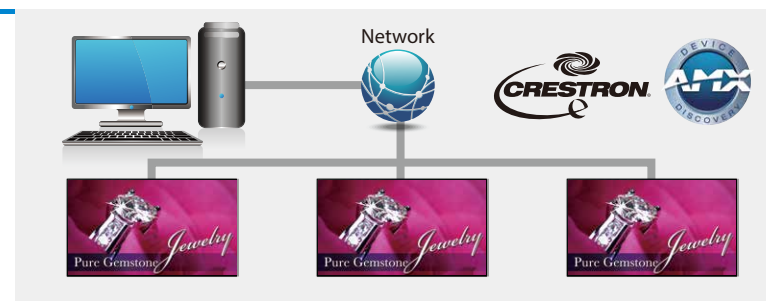 Network
CRESTRON®
e
DEVICE
AMX
DISCOVERY
Jewelry
Pure Gemstone
Jewelry
Pure Gemstone
Jewelry
Pure Gemstone